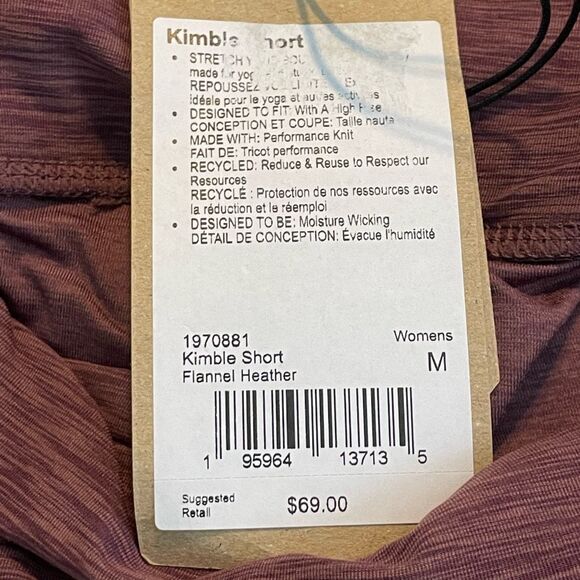 Kimble Short
• STRETCH
made for
REPOUSSEZ
idéale pour le yoga et
• DESIGNED TO FIT: With A High Rise
CONCEPTION ET COUPE: Taille haute
• MADE WITH: Performance Knit
FAIT DE: Tricot performance
• RECYCLED: Reduce & Reuse to Respect our
Resources
RECYCLÉ : Protection de nos ressources avec
la réduction et le réemploi
• DESIGNED TO BE: Moisture Wicking
DÉTAIL DE CONCEPTION: Évacue l'humidité
1970881 Womens
Kimble Short M
Flannel Heather
1 95964 13713 5
Suggested
Retail $69.00